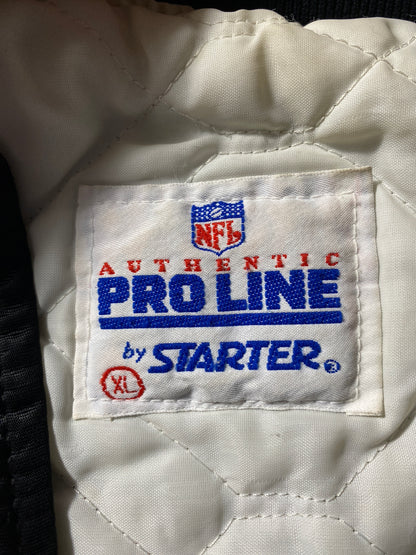 NFL
AUTHENTIC
PRO LINE
by STARTER®
XL